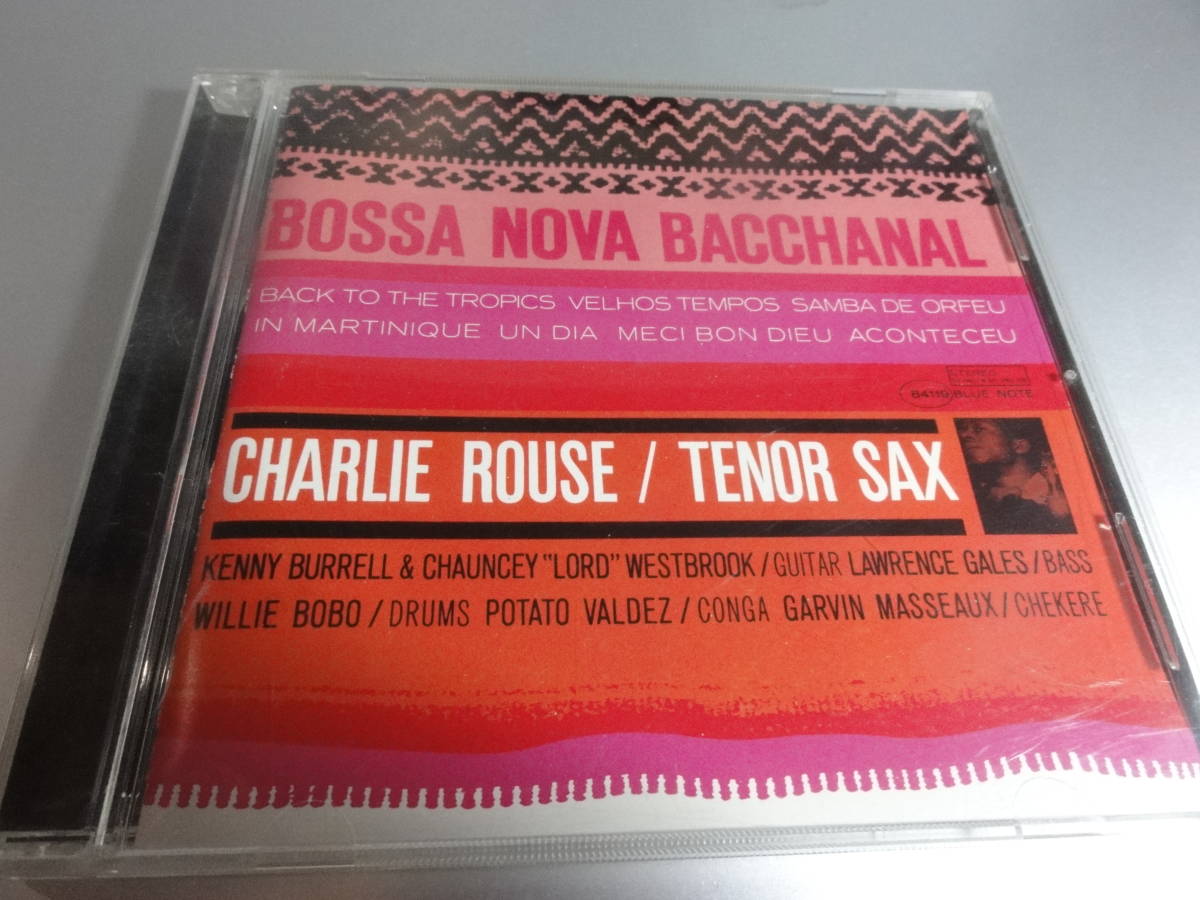 BOSSA NOVA BACCHANAL
BACK TO THE TROPICS VELHOS TEMPOS SAMBA DE ORFEU
IN MARTINIQUE UN DIA MECI BON DIEU ACONTECEU
STEREO
84119 BLUE NOTE
CHARLIE ROUSE / TENOR SAX
KENNY BURRELL & CHAUNCEY "LORD" WESTBROOK / GUITAR LAWRENCE GALES / BASS
WILLIE BOBO / DRUMS POTATO VALDEZ / CONGA GARVIN MASSEAUX / CHEKERE